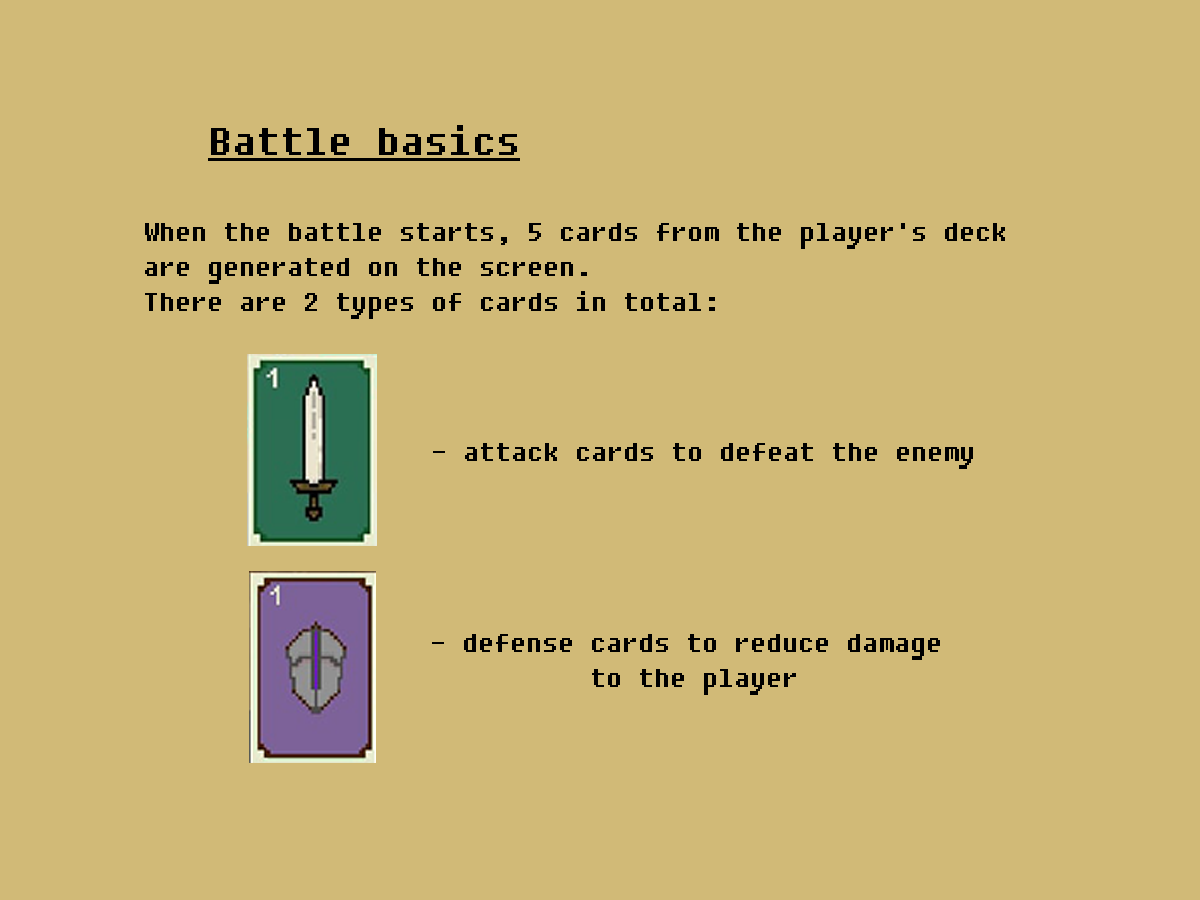 Battle basics
When the battle starts, 5 cards from the player's deck
are generated on the screen.
There are 2 types of cards in total:
1
- attack cards to defeat the enemy
1
- defense cards to reduce damage
to the player